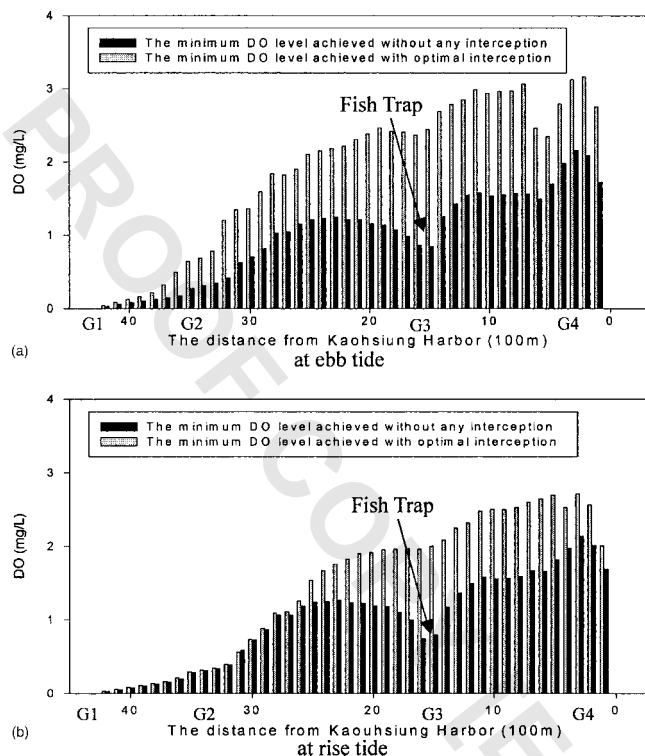 4
The minimum DO level achieved without any interception
The minimum DO level achieved with optimal interception
3
Fish Trap
DO (mg/L)
2
1
0
G1 40 G2 30 20 G3 10 G4 0
The distance from Kaohsiung Harbor (100m)
(a)
at ebb tide
4
The minimum DO level achieved without any interception
The minimum DO level achieved with optimal interception
3
Fish Trap
DO (mg/L)
2
1
0
G1 40 G2 30 20 G3 10 G4 0
(b)
The distance from Kaouhsiung Harbor (100m)
at rise tide
PROOF COPY